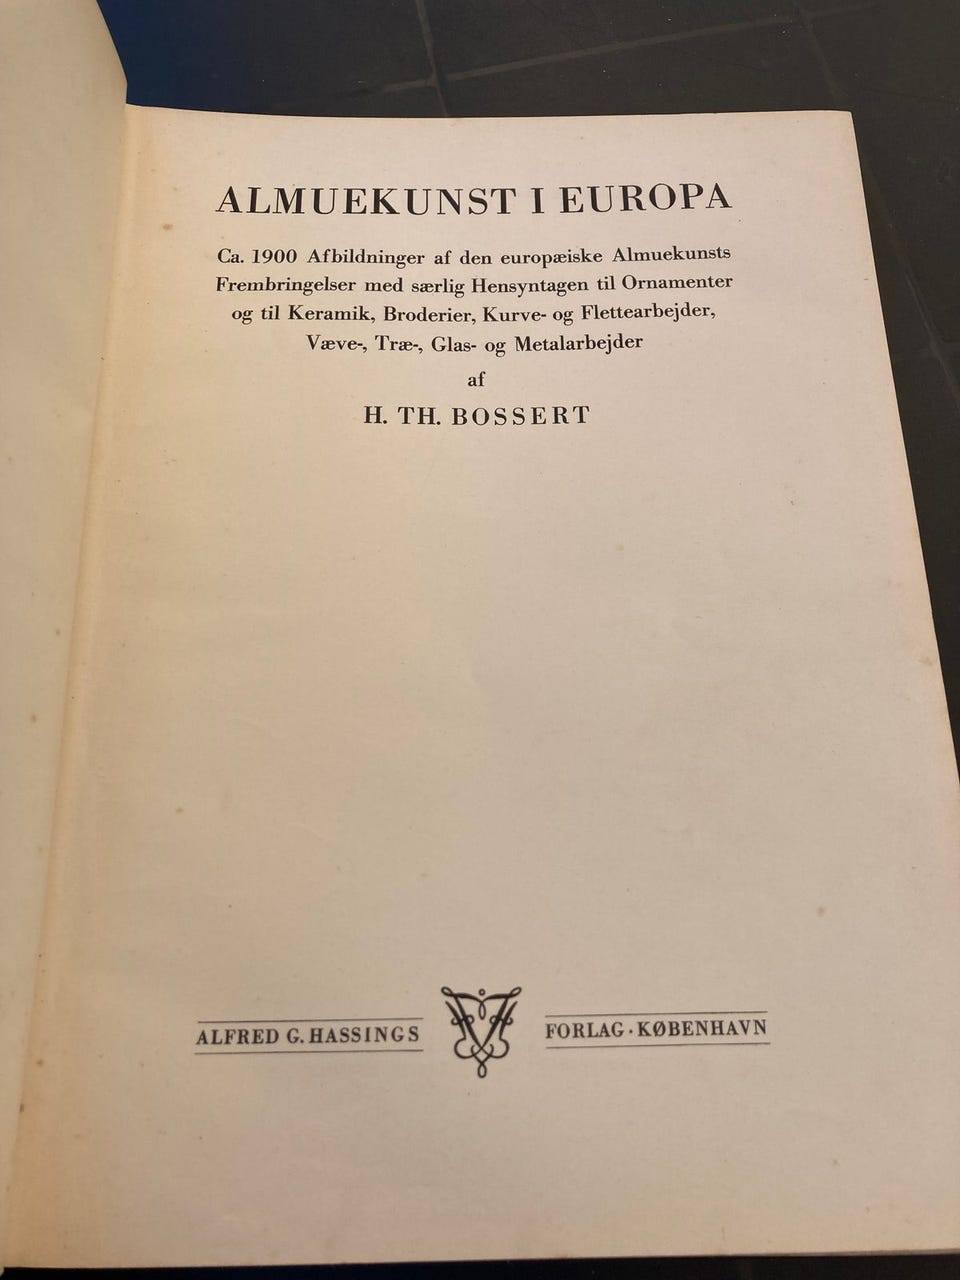 ALMUEKUNST I EUROPA
Ca. 1900 Afbildninger af den europæiske Almuekunsts
Frembringelser med særlig Hensyntagen til Ornamenter
og til Keramik, Broderier, Kurve- og Flettearbejder,
Væve-, Træ-, Glas- og Metalarbejder
af
H. TH. BOSSERT
ALFRED G. HASSINGS FORLAG · KØBENHAVN